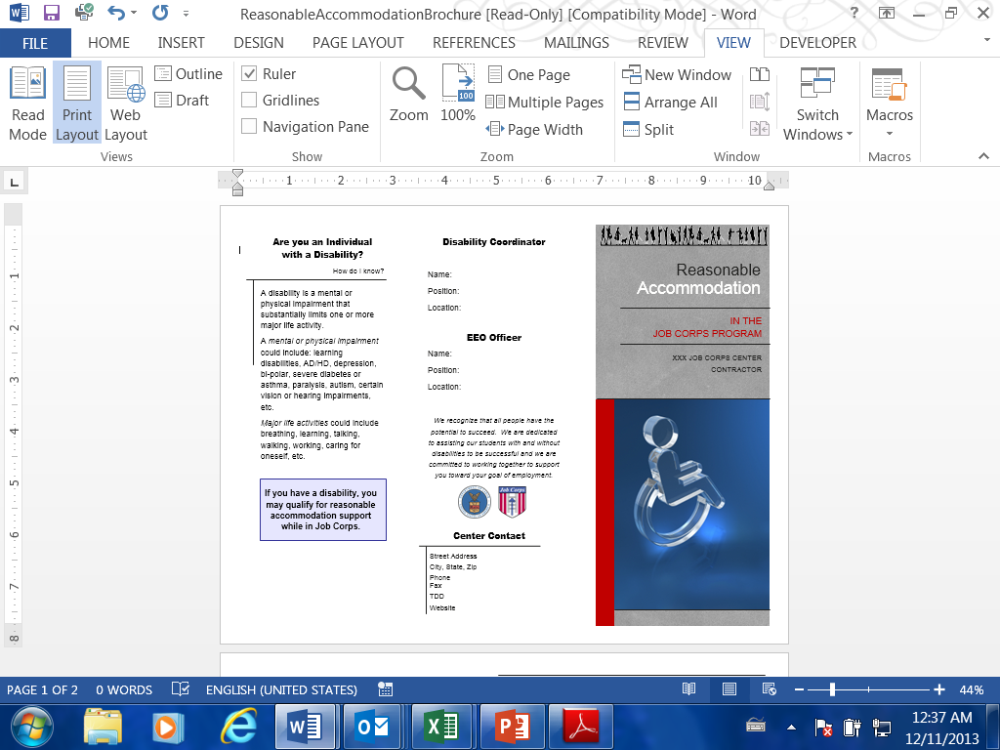 ReasonableAccommodationBrochure [Read-Only] [Compatibility Mode] - Word
FILE HOME INSERT DESIGN PAGE LAYOUT REFERENCES MAILINGS REVIEW VIEW DEVELOPER
Read Mode
Print Layout
Web Layout
Outline
Draft
Views
Ruler
Gridlines
Navigation Pane
Show
Zoom
100
100%
One Page
Multiple Pages
Page Width
Zoom
New Window
Arrange All
Split
Switch Windows
Window
Macros
Macros
L
1 2 3 4 5 6 7 8 9 10
1
2
3
4
5
6
7
8
Are you an Individual
with a Disability?
How do I know?
A disability is a mental or
physical impairment that
substantially limits one or more
major life activity.
A mental or physical impairment
could include: learning
disabilities, AD/HD, depression,
bi-polar, severe diabetes or
asthma, paralysis, autism, certain
vision or hearing impairments,
etc.
Major life activities could include
breathing, learning, talking,
walking, working, caring for
oneself, etc.
If you have a disability, you
may qualify for reasonable
accommodation support
while in Job Corps.
Disability Coordinator
Name:
Position:
Location:
EEO Officer
Name:
Position:
Location:
We recognize that all people have the
potential to succeed. We are dedicated
to assisting our students with and without
disabilities to be successful and we are
committed to working together to support
you toward your goal of employment.
Job Corps
Center Contact
Street Address
City, State, Zip
Phone
Fax
TDD
Website
Reasonable
Accommodation
IN THE
JOB CORPS PROGRAM
XXX JOB CORPS CENTER
CONTRACTOR
PAGE 1 OF 2 0 WORDS ENGLISH (UNITED STATES) 44%
12:37 AM
12/11/2013